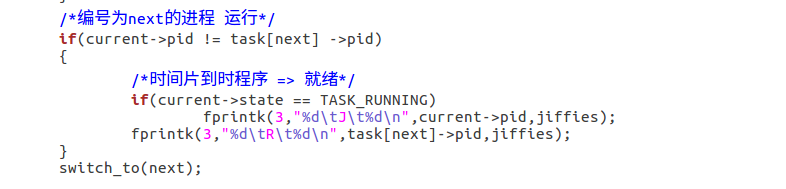 /*编号为next的进程 运行*/
if(current->pid != task[next] ->pid)
{
/*时间片到时程序 => 就绪*/
if(current->state == TASK_RUNNING)
fprintk(3,"%d\tJ\t%d\n",current->pid,jiffies);
fprintk(3,"%d\tR\t%d\n",task[next]->pid,jiffies);
}
switch_to(next);